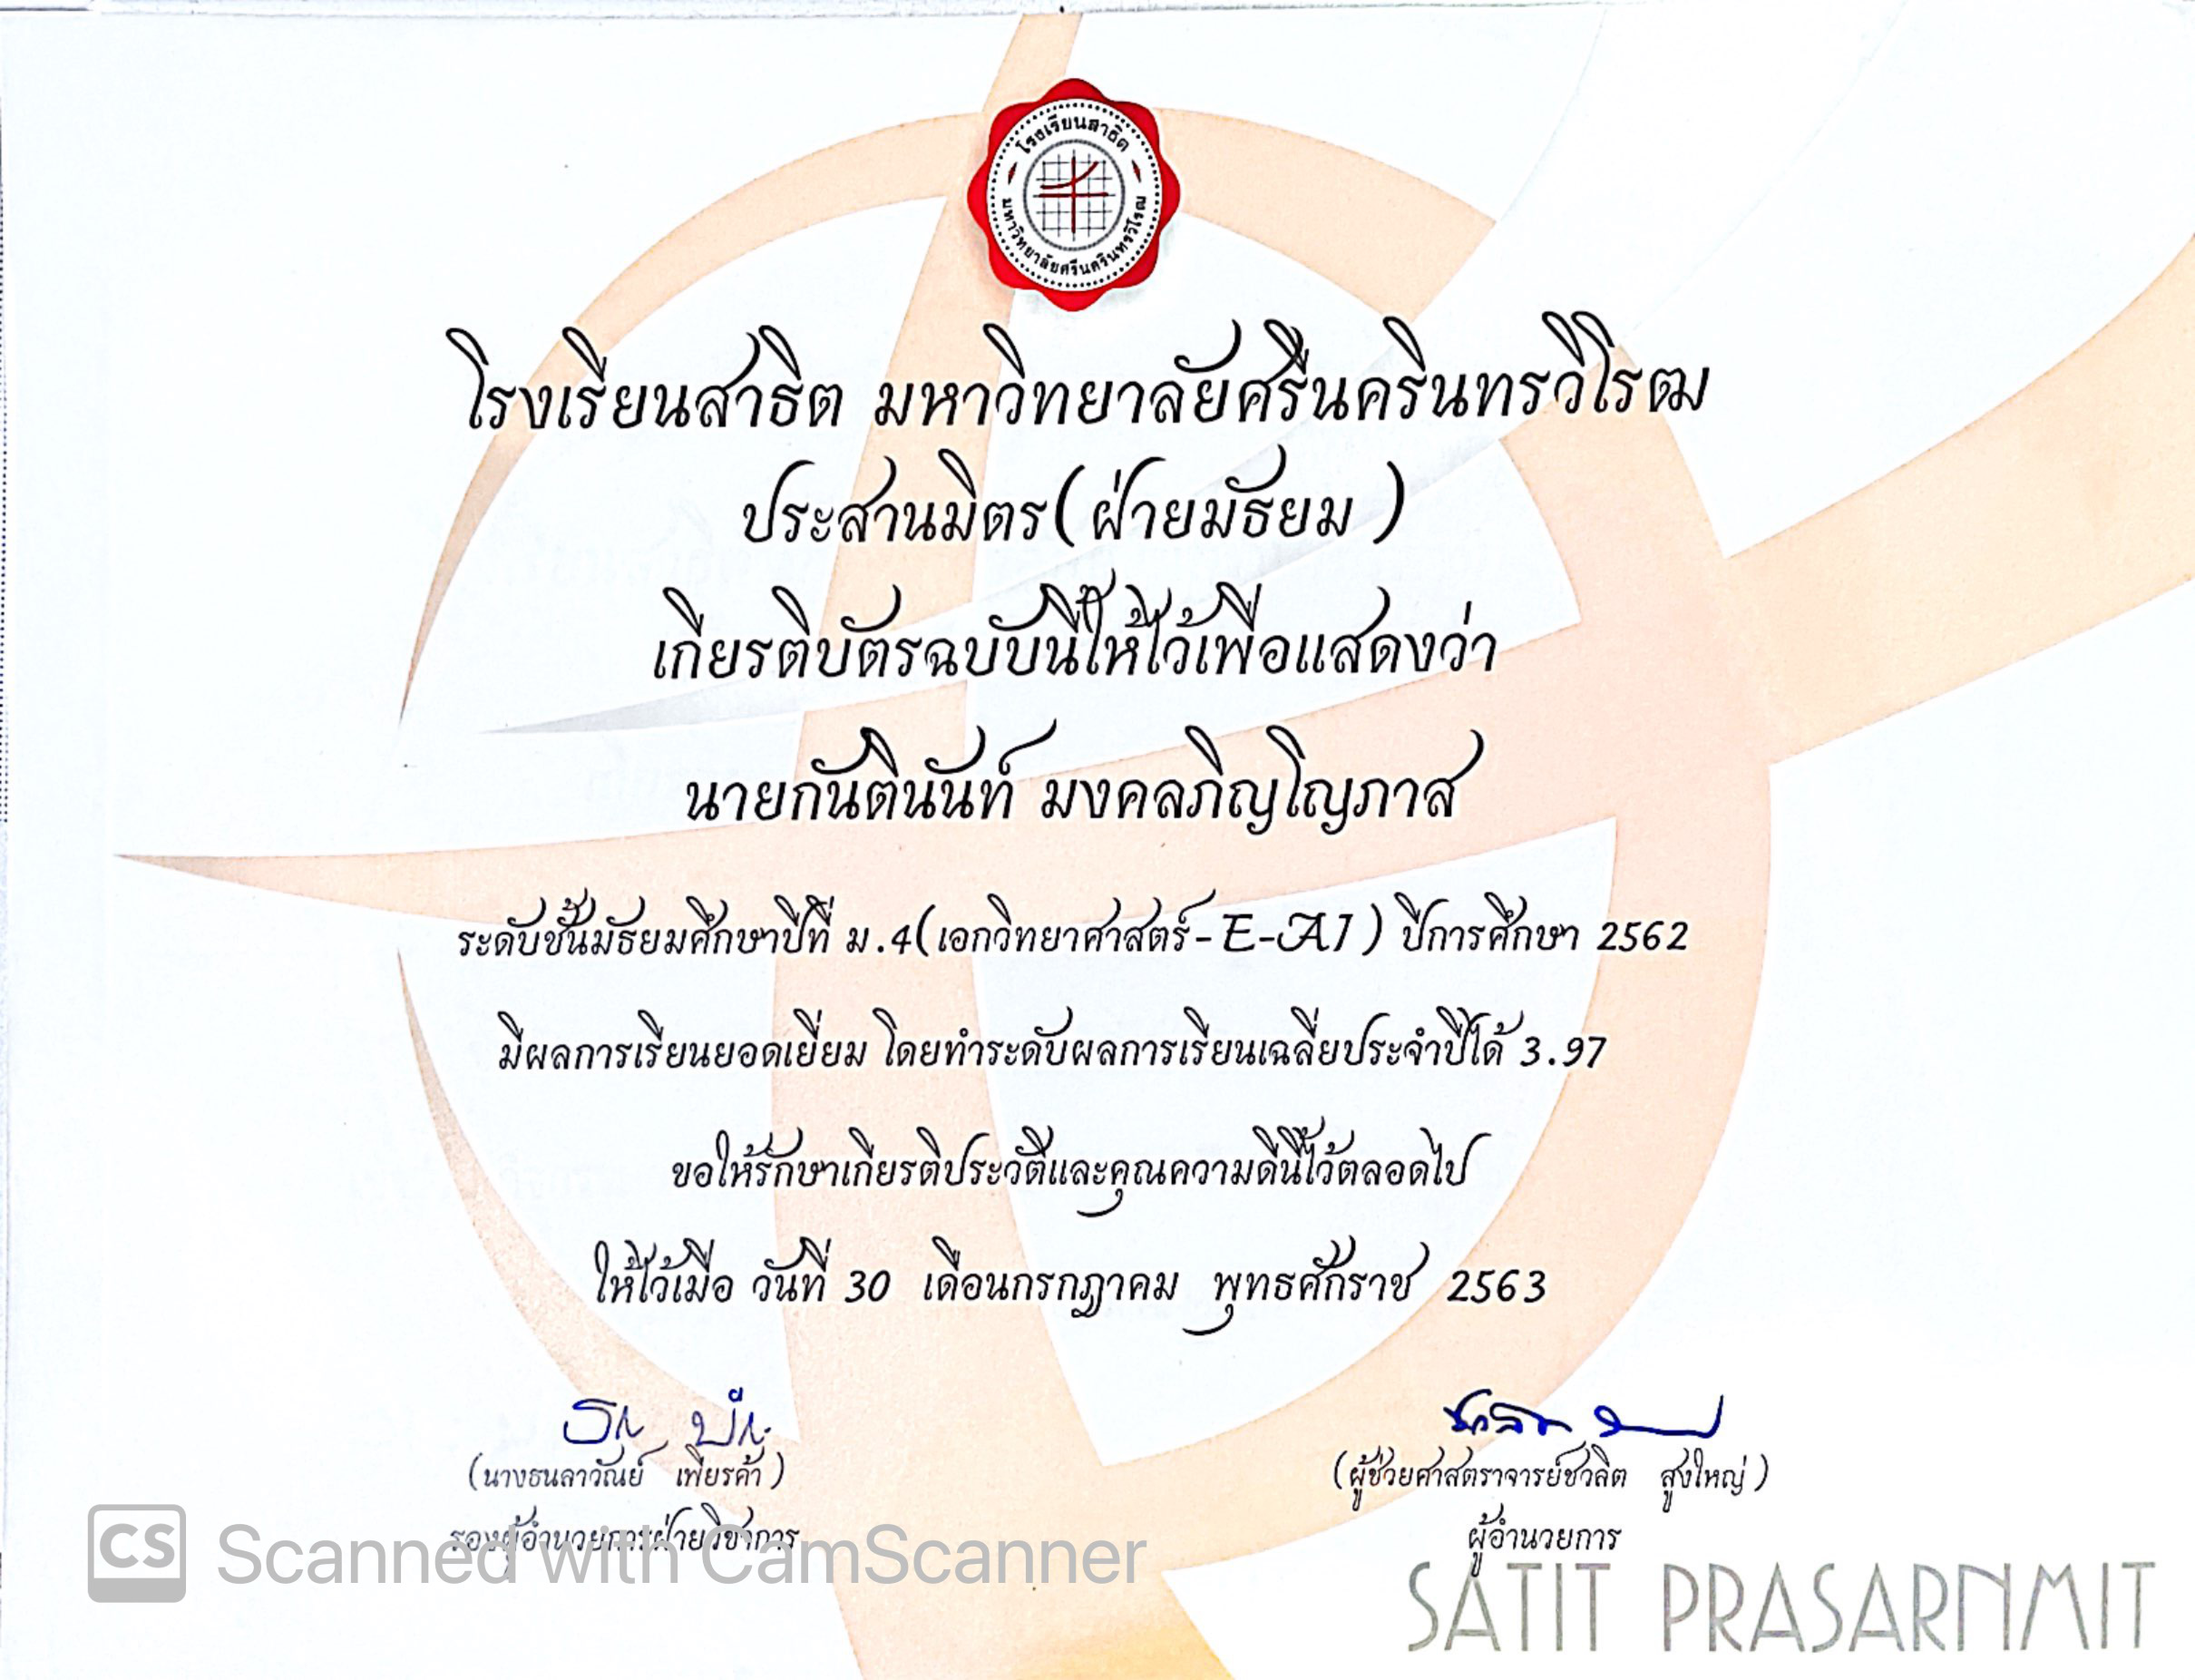 โรงเรียนสาธิต
มหาวิทยาลัยศรีนครินทรวิโรฒ
โรงเรียนสาธิต มหาวิทยาลัยศรีนครินทรวิโรฒ
ประสานมิตร(ฝ่ายมัธยม)
เกียรติบัตรฉบับนี้ให้ไว้เพื่อแสดงว่า
นายกันตินันท์ มงคลภิญโญภาส
ระดับชั้นมัธยมศึกษาปีที่ ม.4(เอกวิทยาศาสตร์-E-AI) ปีการศึกษา 2562
มีผลการเรียนยอดเยี่ยม โดยทำระดับผลการเรียนเฉลี่ยประจำปีได้ 3.97
ขอให้รักษาเกียรติประวัติและคุณความดีนี้ไว้ตลอดไป
ให้ไว้เมื่อ วันที่ 30 เดือนกรกฎาคม พุทธศักราช 2563
(นางธนลาวัณย์ เพียรค้า)
รองผู้อำนวยการฝ่ายวิชาการ
(ผู้ช่วยศาสตราจารย์ชวลิต สูงใหญ่)
ผู้อำนวยการ
CS Scanned with CamScanner
SATIT PRASARNMIT